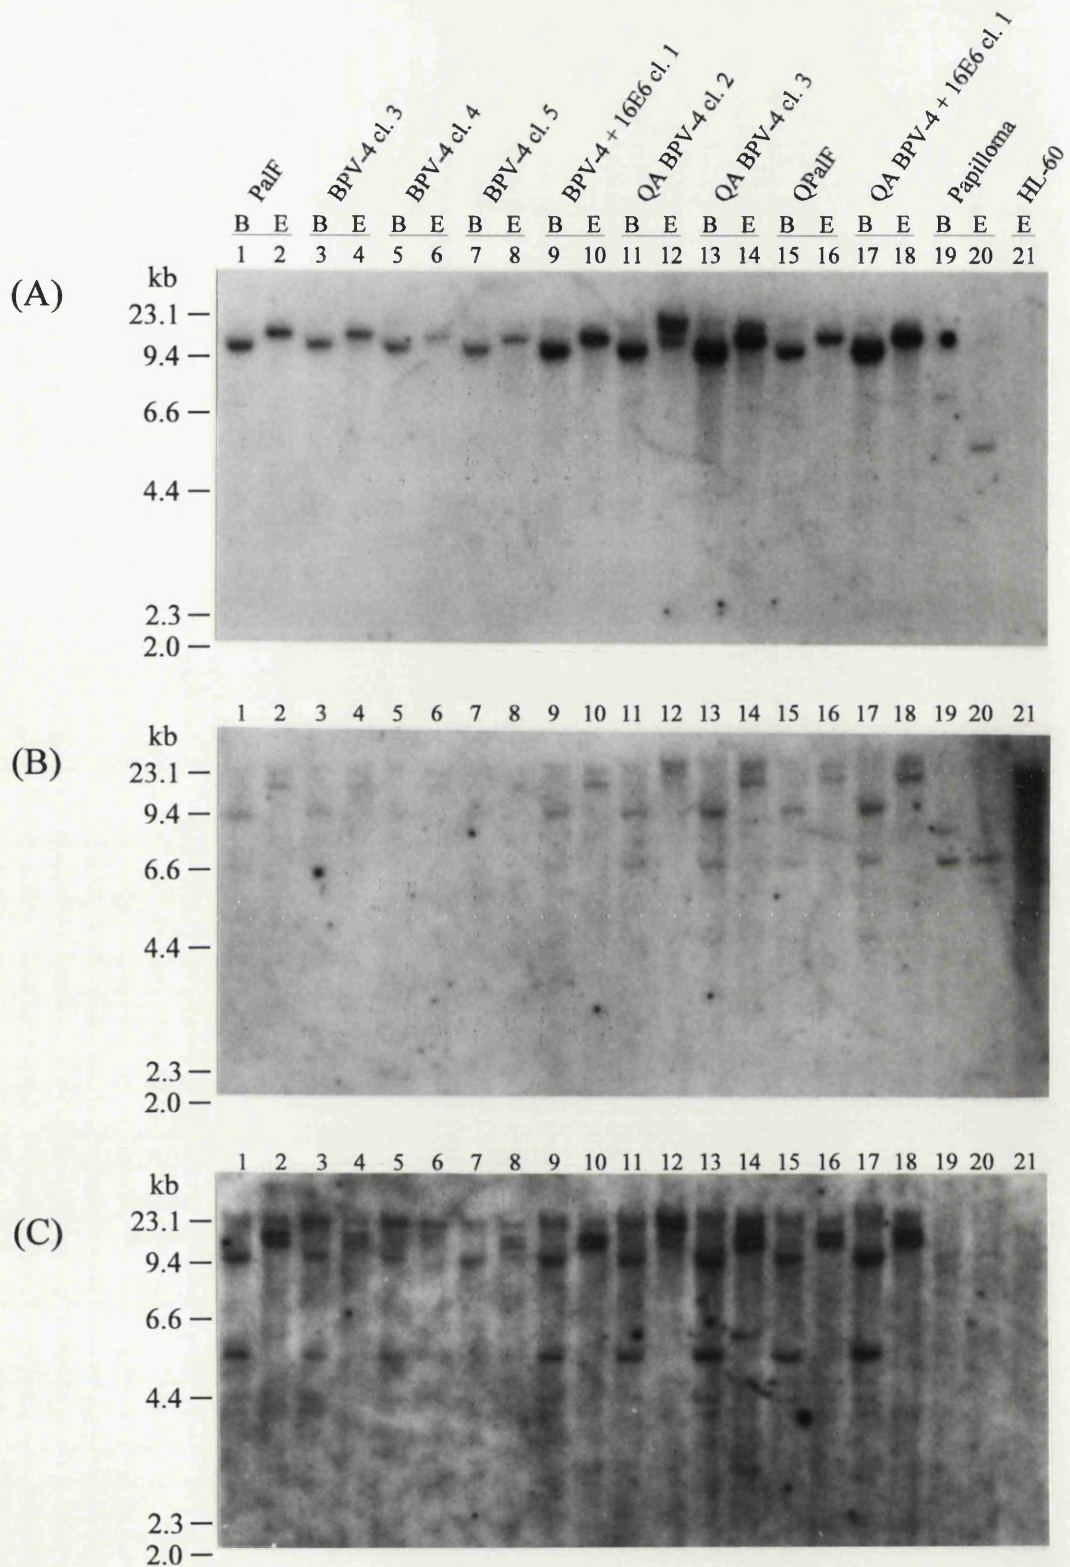 PalF BPV-4 cl. 3 BPV-4 cl. 4 BPV-4 cl. 5 BPV-4 + 16E6 cl. 1 QA BPV-4 cl. 2 QA BPV-4 cl. 3 QPalF QA BPV-4 + 16E6 cl. 1 Papilloma HL-60
B E B E B E B E B E B E B E B E B E B E E
1 2 3 4 5 6 7 8 9 10 11 12 13 14 15 16 17 18 19 20 21
(A)
kb
23.1
9.4
6.6
4.4
2.3
2.0
1 2 3 4 5 6 7 8 9 10 11 12 13 14 15 16 17 18 19 20 21
(B)
kb
23.1
9.4
6.6
4.4
2.3
2.0
1 2 3 4 5 6 7 8 9 10 11 12 13 14 15 16 17 18 19 20 21
(C)
kb
23.1
9.4
6.6
4.4
2.3
2.0